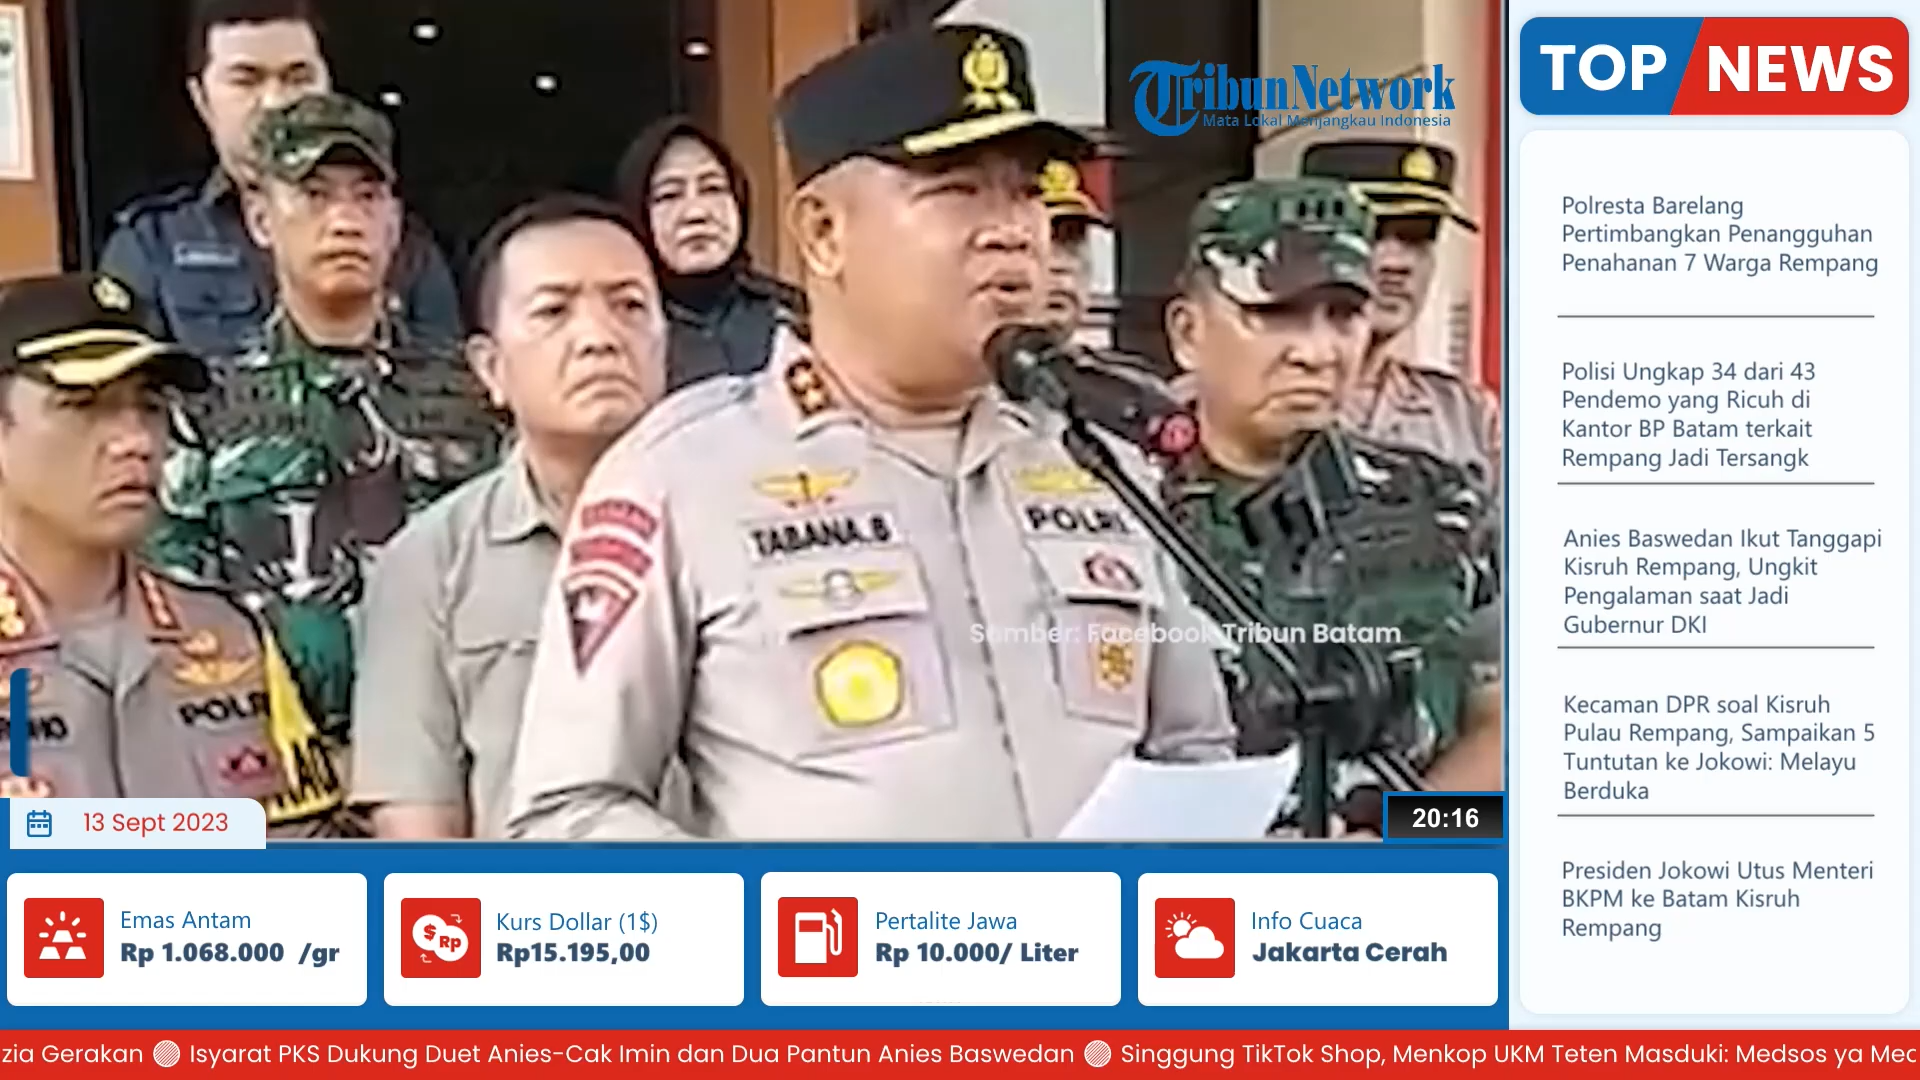 TribunNetwork
Mata Lokal Menjangkau Indonesia
TABANA.B
POLRI
Sumber: Facebook Tribun Batam
POLRI
13 Sept 2023
20:16
Emas Antam
Rp 1.068.000 /gr
Kurs Dollar (1$)
Rp15.195,00
Pertalite Jawa
Rp 10.000/ Liter
Info Cuaca
Jakarta Cerah
TOP NEWS
Polresta Barelang
Pertimbangkan Penangguhan
Penahanan 7 Warga Rempang
Polisi Ungkap 34 dari 43
Pendemo yang Ricuh di
Kantor BP Batam terkait
Rempang Jadi Tersangk
Anies Baswedan Ikut Tanggapi
Kisruh Rempang, Ungkit
Pengalaman saat Jadi
Gubernur DKI
Kecaman DPR soal Kisruh
Pulau Rempang, Sampaikan 5
Tuntutan ke Jokowi: Melayu
Berduka
Presiden Jokowi Utus Menteri
BKPM ke Batam Kisruh
Rempang
zia Gerakan Isyarat PKS Dukung Duet Anies-Cak Imin dan Dua Pantun Anies Baswedan Singgung TikTok Shop, Menkop UKM Teten Masduki: Medsos ya Mec